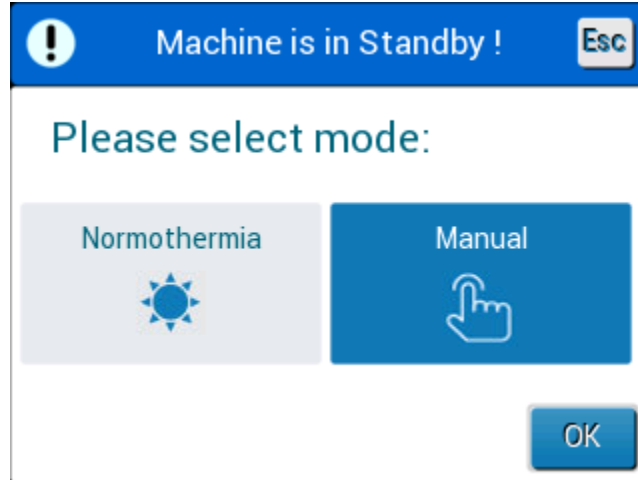 Machine is in Standby !
Esc
Please select mode:
Normothermia
Manual
OK